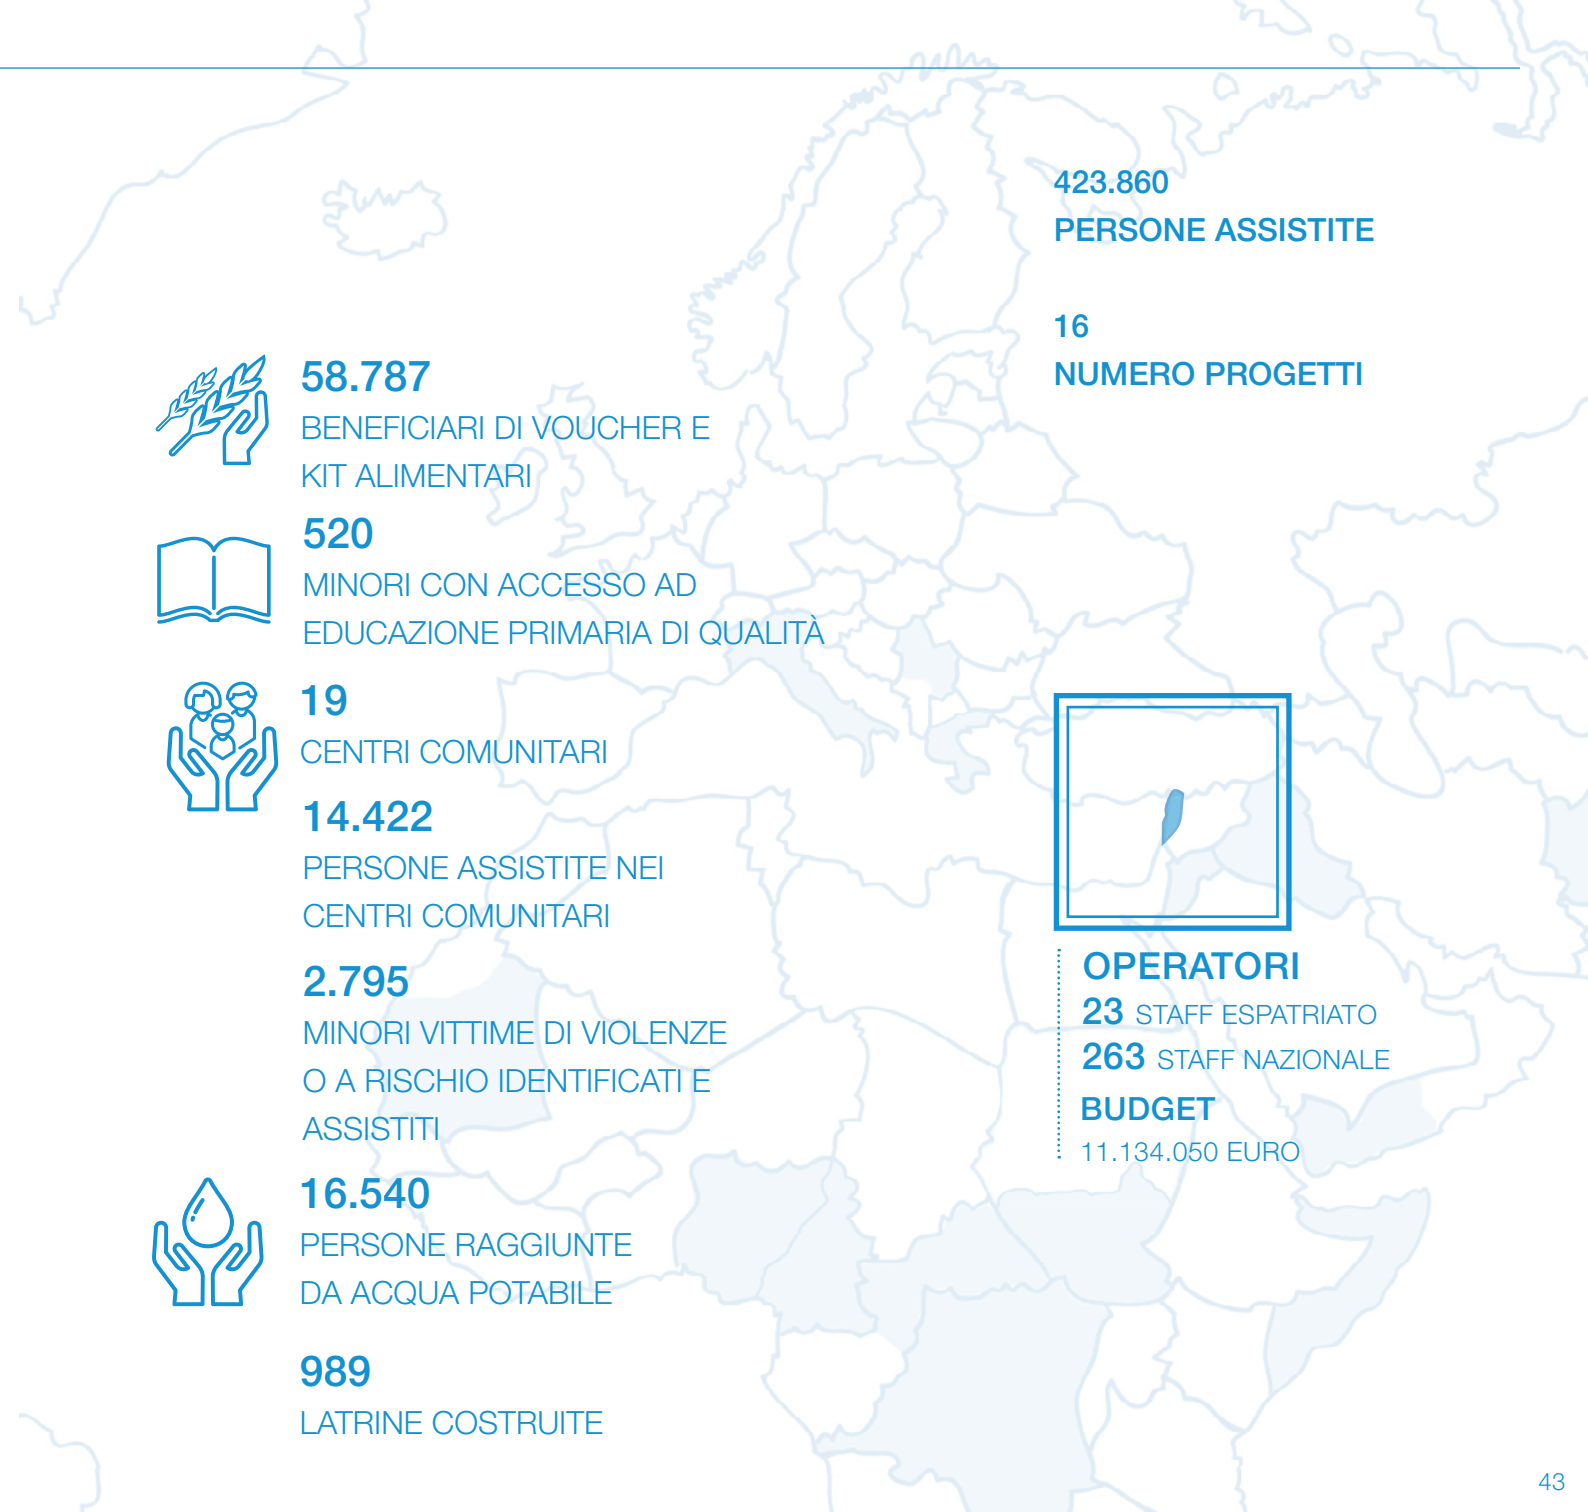 423.860
PERSONE ASSISTITE
16
NUMERO PROGETTI
58.787
BENEFICIARI DI VOUCHER E
KIT ALIMENTARI
520
MINORI CON ACCESSO AD
EDUCAZIONE PRIMARIA DI QUALITÀ
19
CENTRI COMUNITARI
14.422
PERSONE ASSISTITE NEI
CENTRI COMUNITARI
2.795
MINORI VITTIME DI VIOLENZE
O A RISCHIO IDENTIFICATI E
ASSISTITI
16.540
PERSONE RAGGIUNTE
DA ACQUA POTABILE
989
LATRINE COSTRUITE
OPERATORI
23 STAFF ESPATRIATO
263 STAFF NAZIONALE
BUDGET
11.134.050 EURO
43